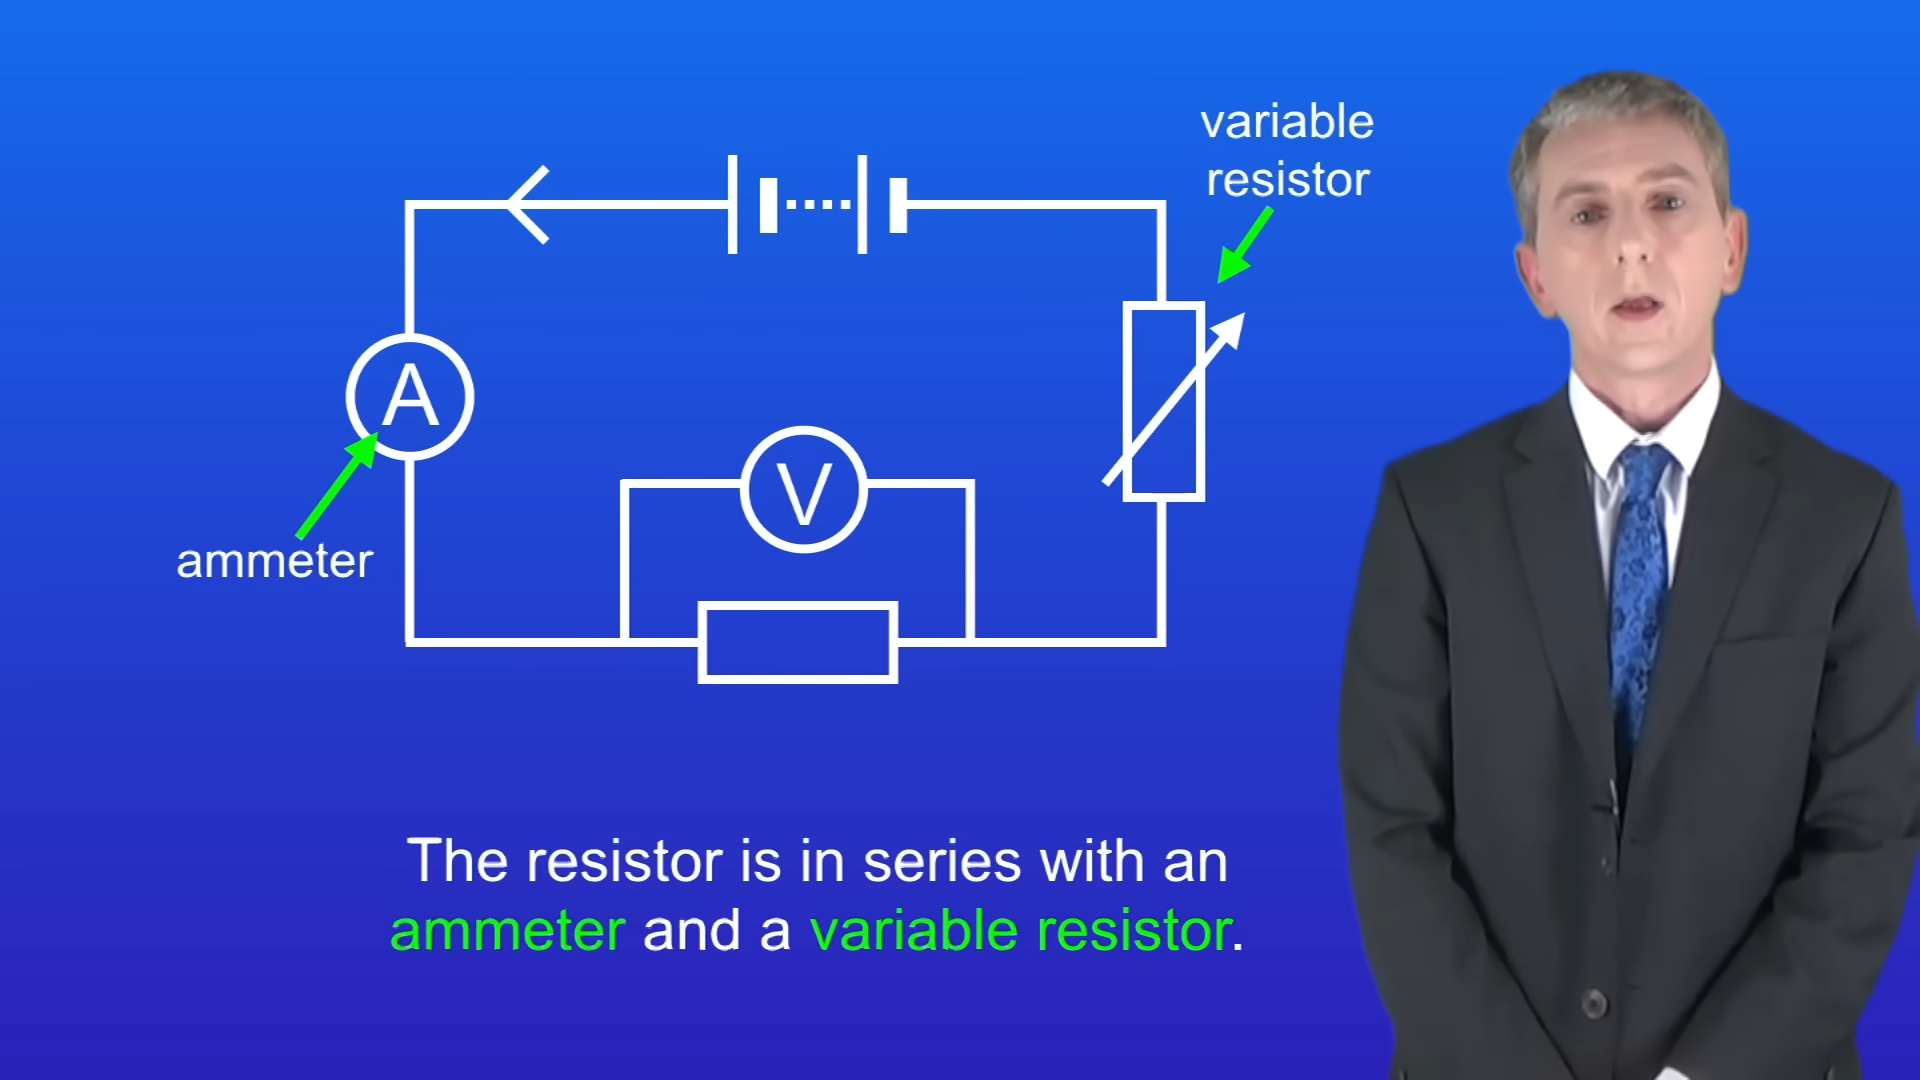 variable
resistor
A
V
ammeter
The resistor is in series with an
ammeter and a variable resistor.